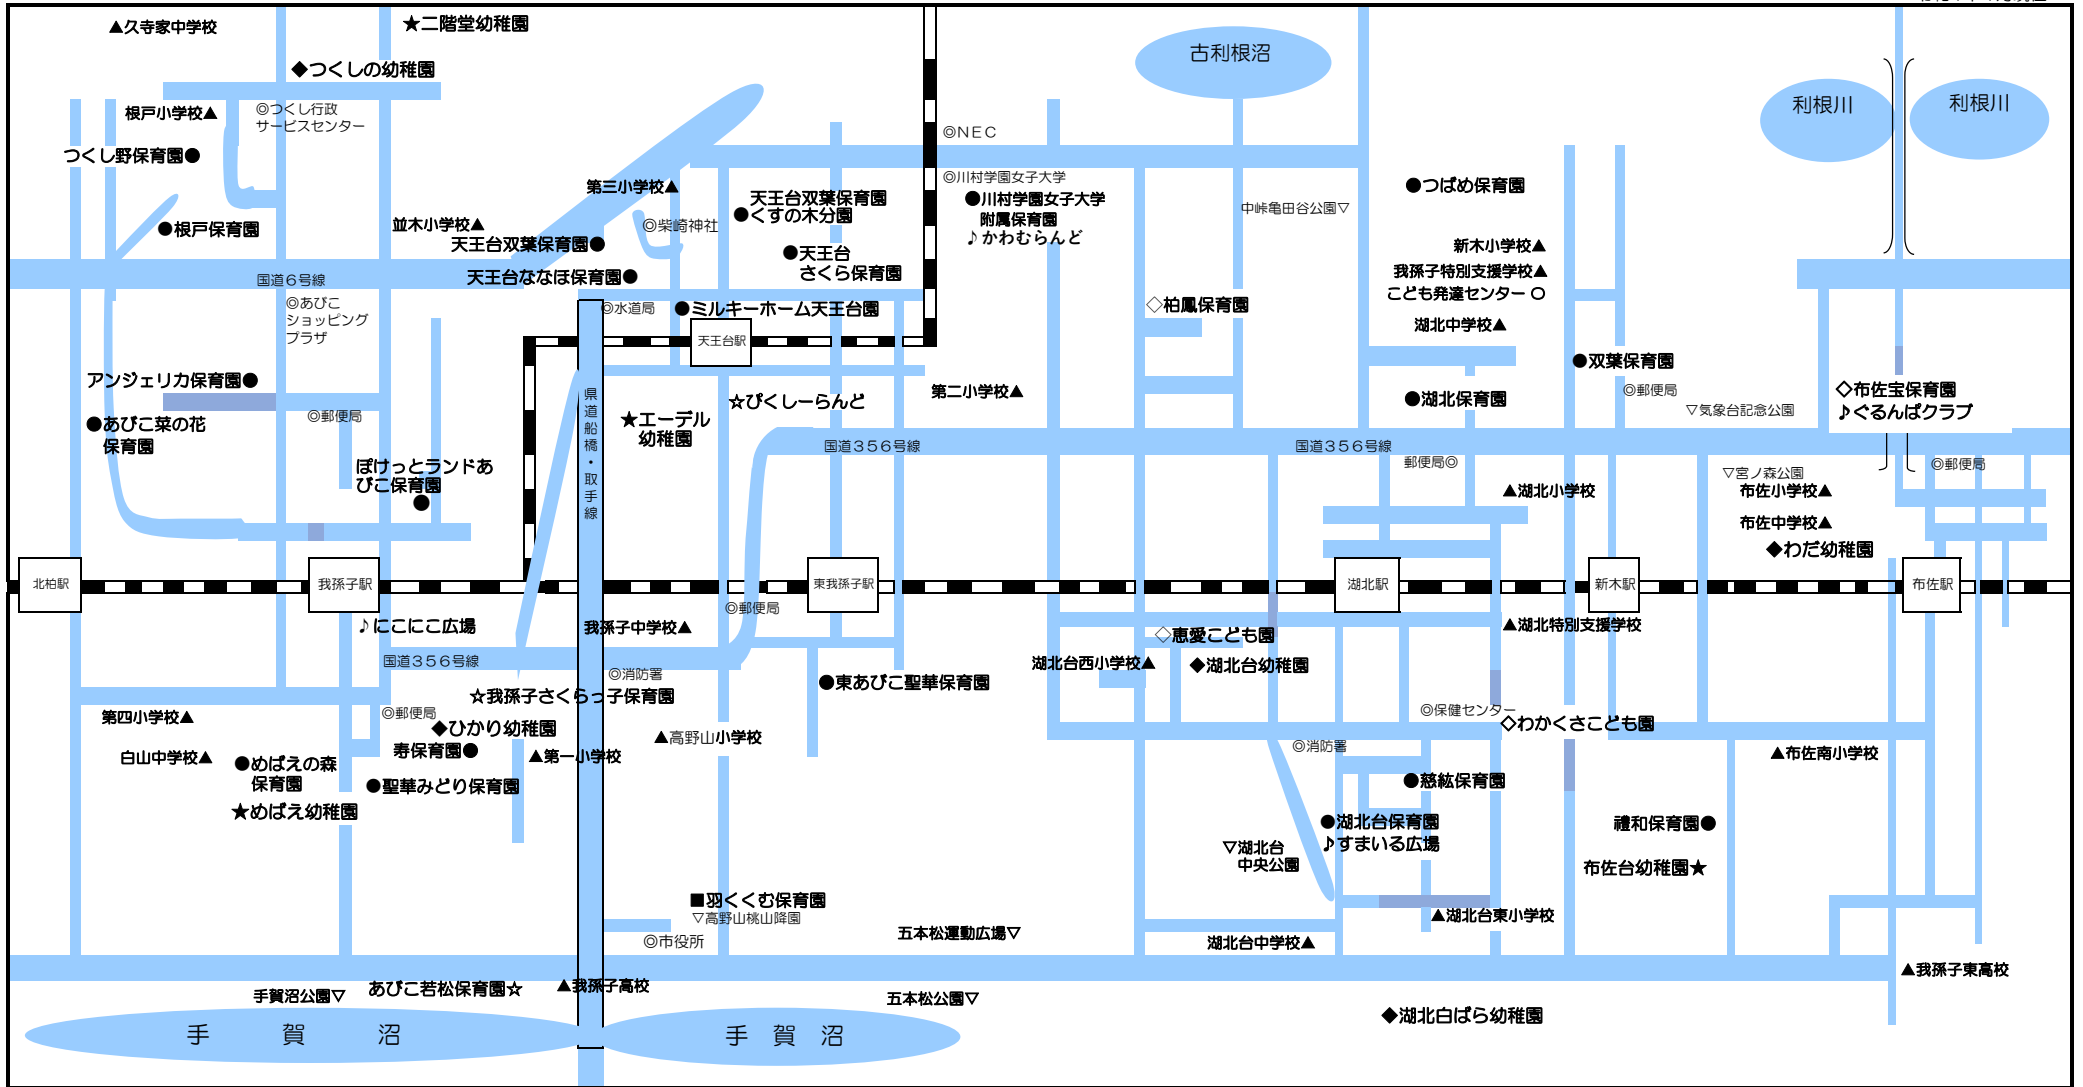 ▲久寺家中学校
★二階堂幼稚園
◆つくしの幼稚園
根戸小学校▲
◎つくし行政
サービスセンター
つくし野保育園●
●根戸保育園
並木小学校▲
第三小学校▲
天王台双葉保育園●
天王台ななほ保育園●
◎柴崎神社
天王台双葉保育園
●くすの木分園
●天王台
さくら保育園
古利根沼
◎NEC
◎川村学園女子大学
●川村学園女子大学
附属保育園
♪かわむらんど
中峠亀田谷公園▽
●つばめ保育園
利根川
利根川
新木小学校▲
我孫子特別支援学校▲
こども発達センター○
湖北中学校▲
国道6号線
◎あびこ
ショッピング
プラザ
◎水道局
●ミルキーホーム天王台園
天王台駅
◇柏鳳保育園
●双葉保育園
◎郵便局
▽気象台記念公園
◇布佐宝保育園
♪ぐるんぱクラブ
アンジェリカ保育園●
●あびこ菜の花
保育園
◎郵便局
県道船橋・取手線
★エーデル
幼稚園
☆ぴくしーらんど
第二小学校▲
●湖北保育園
国道356号線
国道356号線
郵便局◎
ぽけっとランドあ
びこ保育園
●
▲湖北小学校
▽宮ノ森公園
布佐小学校▲
布佐中学校▲
◆わだ幼稚園
◎郵便局
北柏駅
我孫子駅
東我孫子駅
湖北駅
新木駅
布佐駅
♪にこにこ広場
国道356号線
我孫子中学校▲
◎郵便局
◎消防署
☆我孫子さくらっ子保育園
●東あびこ聖華保育園
湖北台西小学校▲
◇恵愛こども園
◆湖北台幼稚園
▲湖北特別支援学校
第四小学校▲
白山中学校▲
◎郵便局
◆ひかり幼稚園
寿保育園●
▲第一小学校
▲高野山小学校
●めばえの森
保育園
★めばえ幼稚園
●聖華みどり保育園
◎保健センター
◇わかくさこども園
◎消防署
●慈紘保育園
▲布佐南小学校
●湖北台保育園
♪すまいる広場
▽湖北台
中央公園
禮和保育園●
布佐台幼稚園★
■羽くくむ保育園
▽高野山桃山降園
◎市役所
五本松運動広場▽
湖北台中学校▲
▲湖北台東小学校
▲我孫子東高校
手賀沼公園▽
あびこ若松保育園☆
▲我孫子高校
五本松公園▽
◆湖北白ばら幼稚園
手賀沼
手賀沼